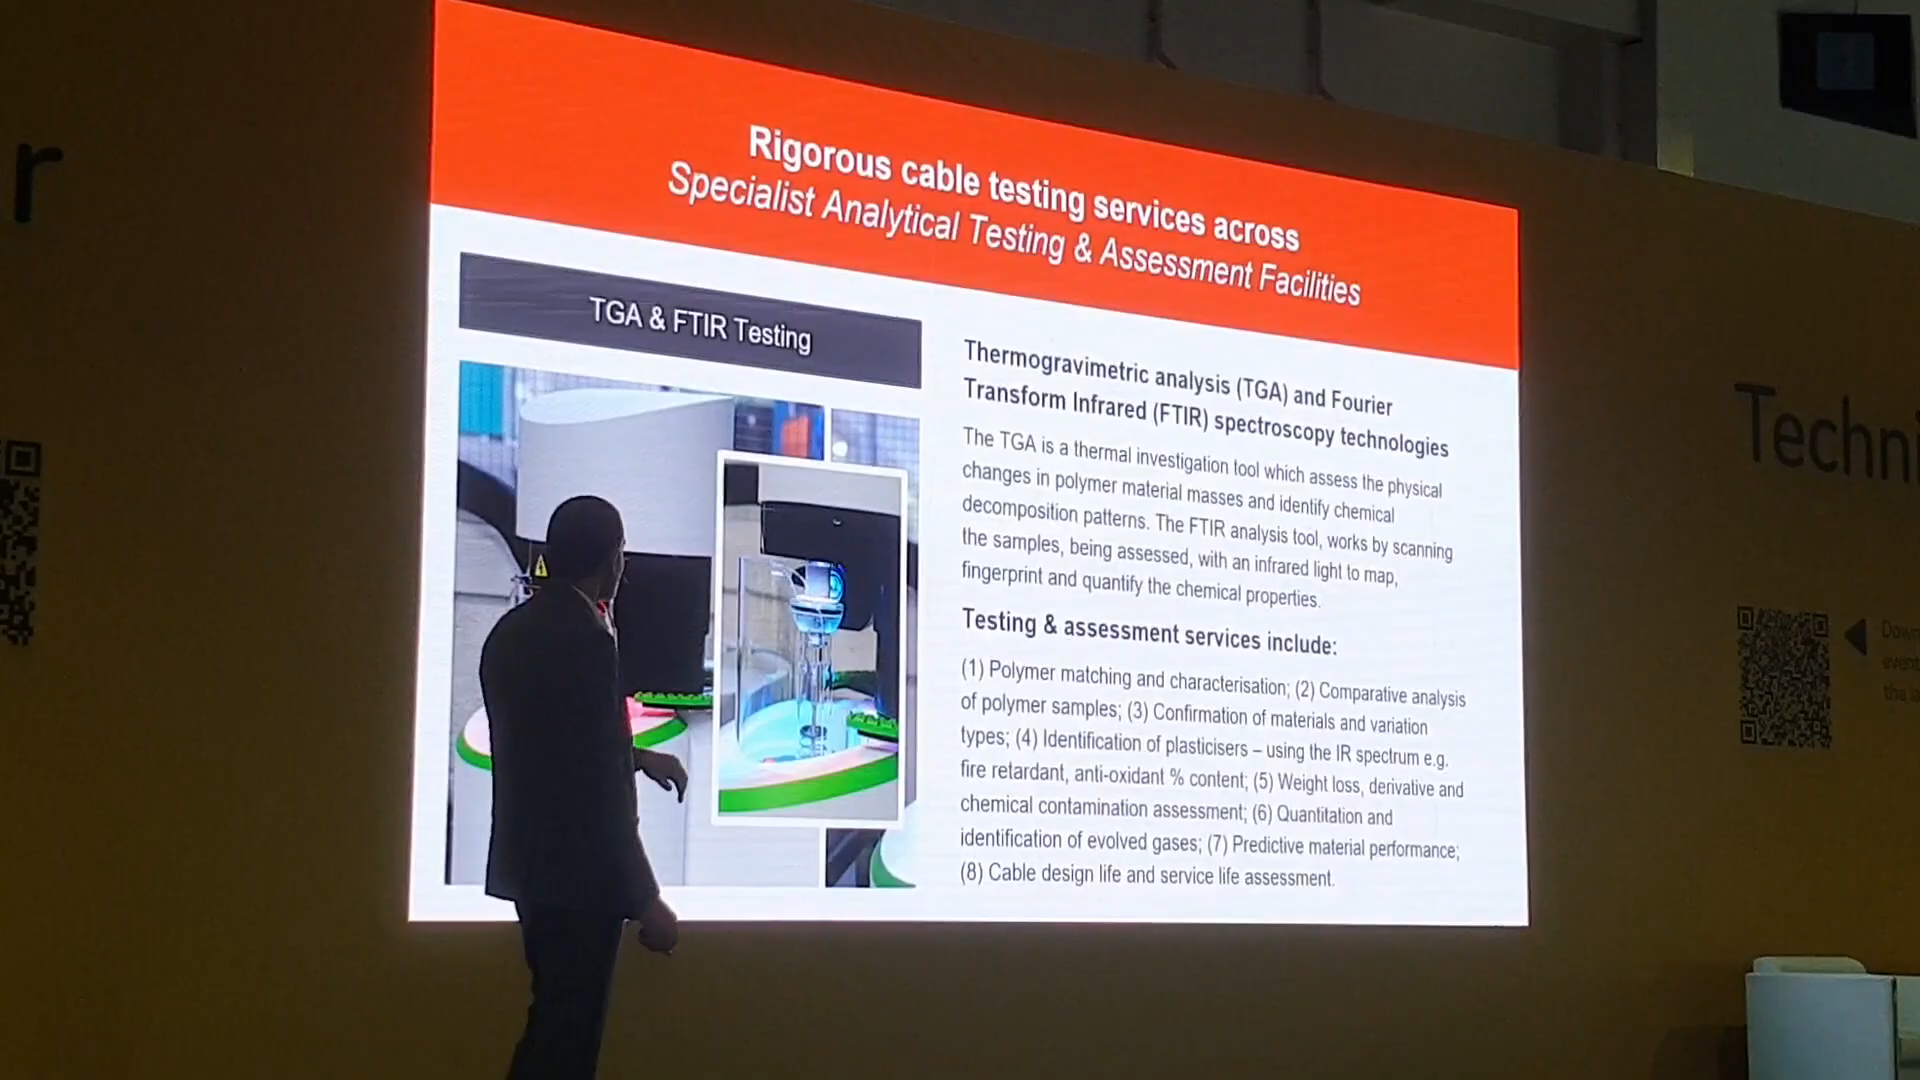 r
Rigorous cable testing services across
Specialist Analytical Testing & Assessment Facilities
TGA & FTIR Testing
Thermogravimetric analysis (TGA) and Fourier
Transform Infrared (FTIR) spectroscopy technologies
The TGA is a thermal investigation tool which assess the physical
changes in polymer material masses and identify chemical
decomposition patterns. The FTIR analysis tool, works by scanning
the samples, being assessed, with an infrared light to map,
fingerprint and quantify the chemical properties.
Testing & assessment services include:
(1) Polymer matching and characterisation; (2) Comparative analysis
of polymer samples; (3) Confirmation of materials and variation
types; (4) Identification of plasticisers – using the IR spectrum e.g.
fire retardant, anti-oxidant % content; (5) Weight loss, derivative and
chemical contamination assessment; (6) Quantitation and
identification of evolved gases; (7) Predictive material performance;
(8) Cable design life and service life assessment.
Techni
Down
event
the la